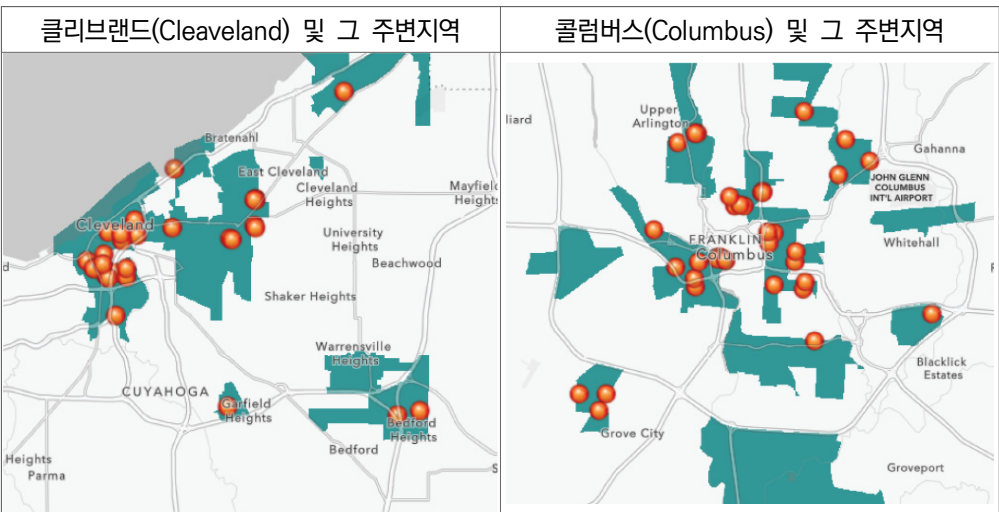 클리브랜드(Cleaveland) 및 그 주변지역
콜럼버스(Columbus) 및 그 주변지역
Bratenahl
East Cleveland
Cleveland
Heights
Mayfield
Heights
Cleveland
University
Heights
Beachwood
Shaker Heights
Warrensville
Heights
CUYAHOGA
Garfield
Heights
Bedford
Heights
Bedford
Heights
Parma
Upper
Arlington
lliard
Gahanna
JOHN GLENN
COLUMBUS
INT'L AIRPORT
Whitehall
FRANKLIN
Columbus
Blacklick
Estates
Grove City
Groveport